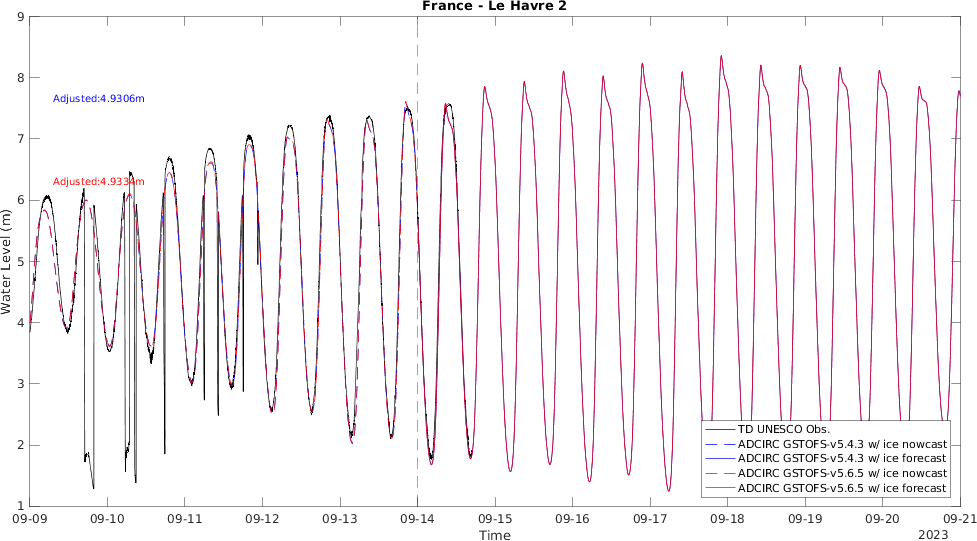 France - Le Havre 2
9
8
7
6
5
4
3
2
1
Water Level (m)
Adjusted:4.9306m
Adjusted:4.9334m
TD UNESCO Obs.
ADCIRC GSTOFS-v5.4.3 w/ ice nowcast
ADCIRC GSTOFS-v5.4.3 w/ ice forecast
ADCIRC GSTOFS-v5.6.5 w/ ice nowcast
ADCIRC GSTOFS-v5.6.5 w/ ice forecast
09-09 09-10 09-11 09-12 09-13 09-14 09-15 09-16 09-17 09-18 09-19 09-20 09-21
Time
2023